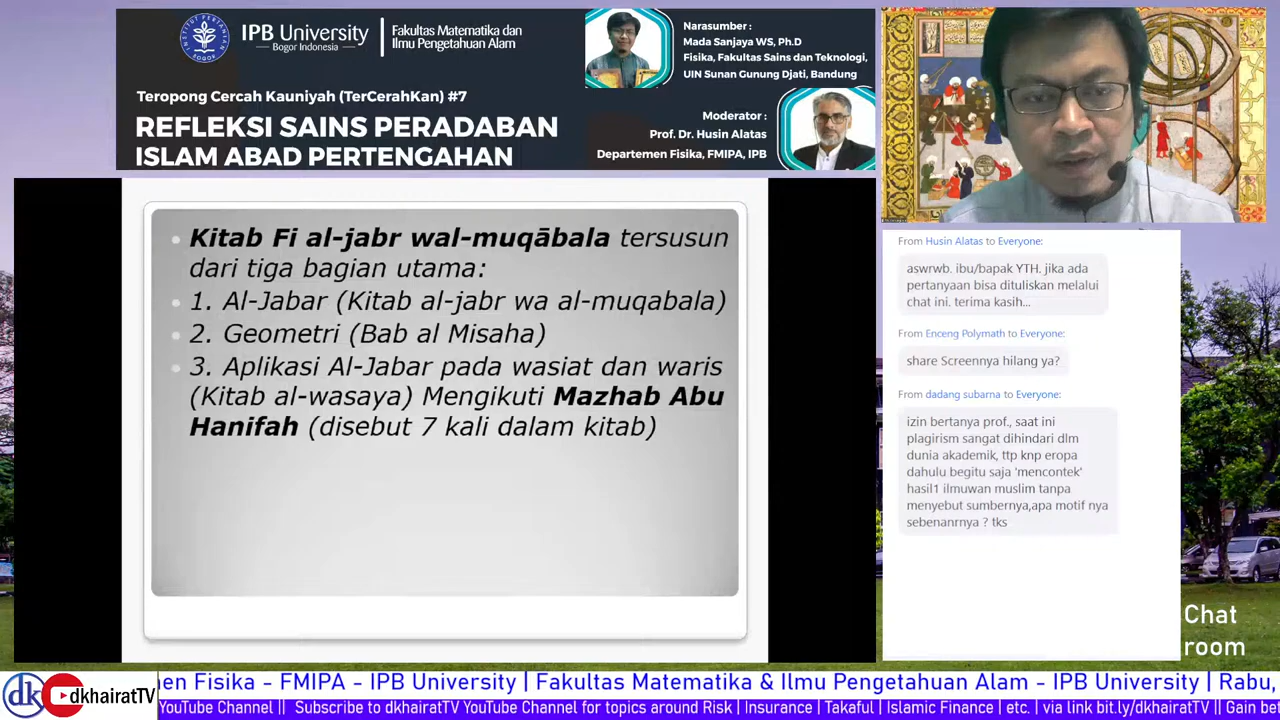 IPB University
Bogor Indonesia
Fakultas Matematika dan
Ilmu Pengetahuan Alam
Teropong Cercah Kauniyah (TerCerahKan) #7
REFLEKSI SAINS PERADABAN
ISLAM ABAD PERTENGAHAN
Narasumber :
Mada Sanjaya WS, Ph.D
Fisika, Fakultas Sains dan Teknologi,
UIN Sunan Gunung Djati, Bandung
Moderator :
Prof. Dr. Husin Alatas
Departemen Fisika, FMIPA, IPB
Kitab Fi al-jabr wal-muqābala tersusun
dari tiga bagian utama:
1. Al-Jabar (Kitab al-jabr wa al-muqabala)
2. Geometri (Bab al Misaha)
3. Aplikasi Al-Jabar pada wasiat dan waris
(Kitab al-wasaya) Mengikuti Mazhab Abu
Hanifah (disebut 7 kali dalam kitab)
From Husin Alatas to Everyone:
aswrwb. ibu/bapak YTH. jika ada
pertanyaan bisa dituliskan melalui
chat ini. terima kasih...
From Enceng Polymath to Everyone:
share Screennya hilang ya?
From dadang subarna to Everyone:
izin bertanya prof., saat ini
plagirism sangat dihindari dlm
dunia akademik, ttp knp eropa
dahulu begitu saja 'mencontek'
hasil1 ilmuwan muslim tanpa
menyebut sumbernya,apa motif nya
sebenanrnya ? tks
Chat
room
dk dkhairatTV
en Fisika - FMIPA - IPB University | Fakultas Matematika & Ilmu Pengetahuan Alam - IPB University | Rabu,
YouTube Channel || Subscribe to dkhairatTV YouTube Channel for topics around Risk | Insurance | Takaful | Islamic Finance | etc. | via link bit.ly/dkhairatTV || Gain bet